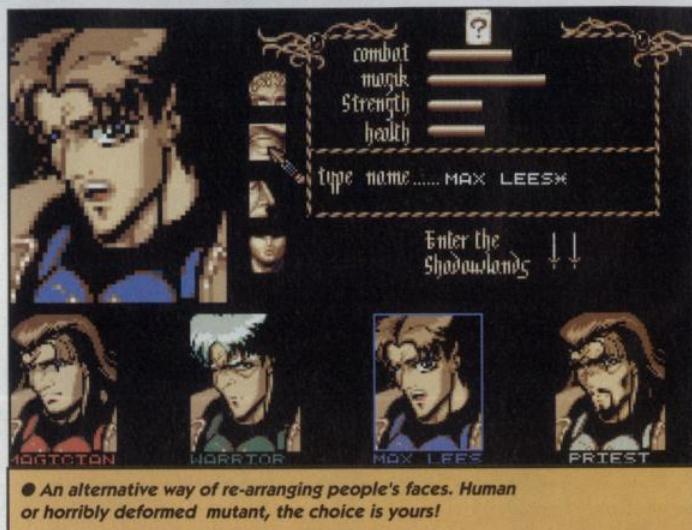 ?
combat
magik
Strength
health
type name...... MAX LEES*
Enter the
Shadowlands
MAGICIAN
WARRIOR
MAX LEES
PRIEST
● An alternative way of re-arranging people's faces. Human
or horribly deformed mutant, the choice is yours!